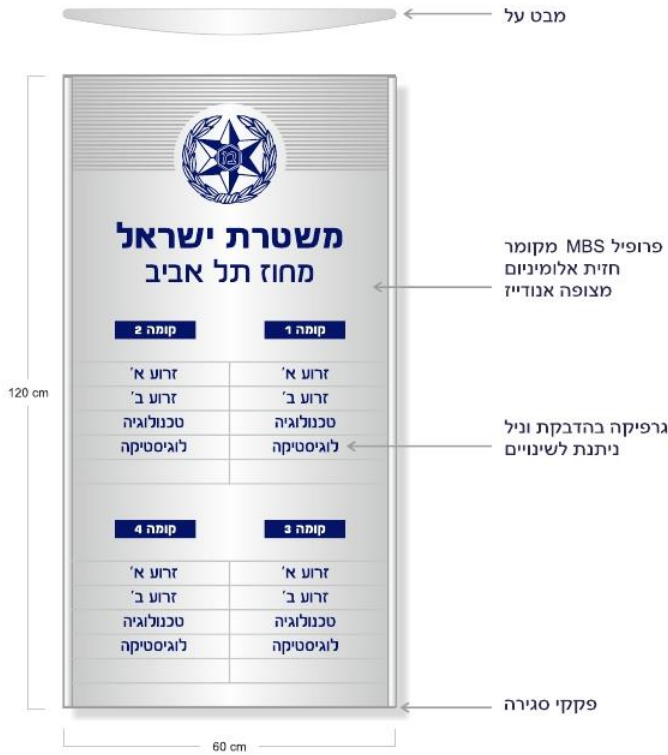 מבט על
משטרת ישראל
מחוז תל אביב
פרופיל MBS מקומר
חזית אלומיניום
מצופה אנודייז
קומה 1 קומה 2
זרוע א' זרוע א'
זרוע ב' זרוע ב'
טכנולוגיה טכנולוגיה
לוגיסטיקה לוגיסטיקה
גרפיקה בהדבקת וניל
ניתנת לשינויים
120 cm
קומה 3 קומה 4
זרוע א' זרוע א'
זרוע ב' זרוע ב'
טכנולוגיה טכנולוגיה
לוגיסטיקה לוגיסטיקה
פקקי סגירה
60 cm